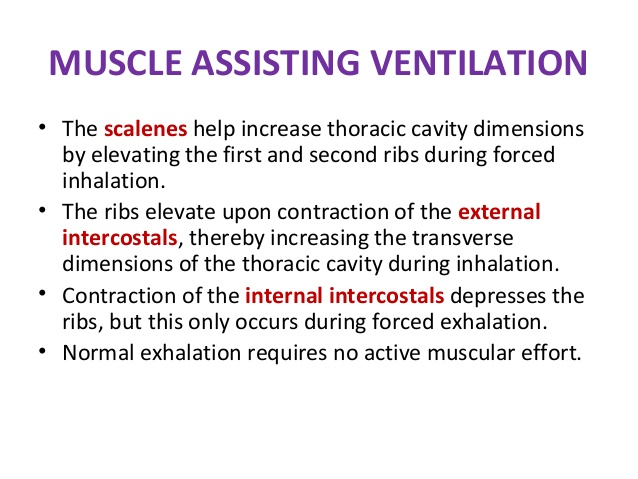 MUSCLE ASSISTING VENTILATION
• The scalenes help increase thoracic cavity dimensions
by elevating the first and second ribs during forced
inhalation.
• The ribs elevate upon contraction of the external
intercostals, thereby increasing the transverse
dimensions of the thoracic cavity during inhalation.
• Contraction of the internal intercostals depresses the
ribs, but this only occurs during forced exhalation.
• Normal exhalation requires no active muscular effort.